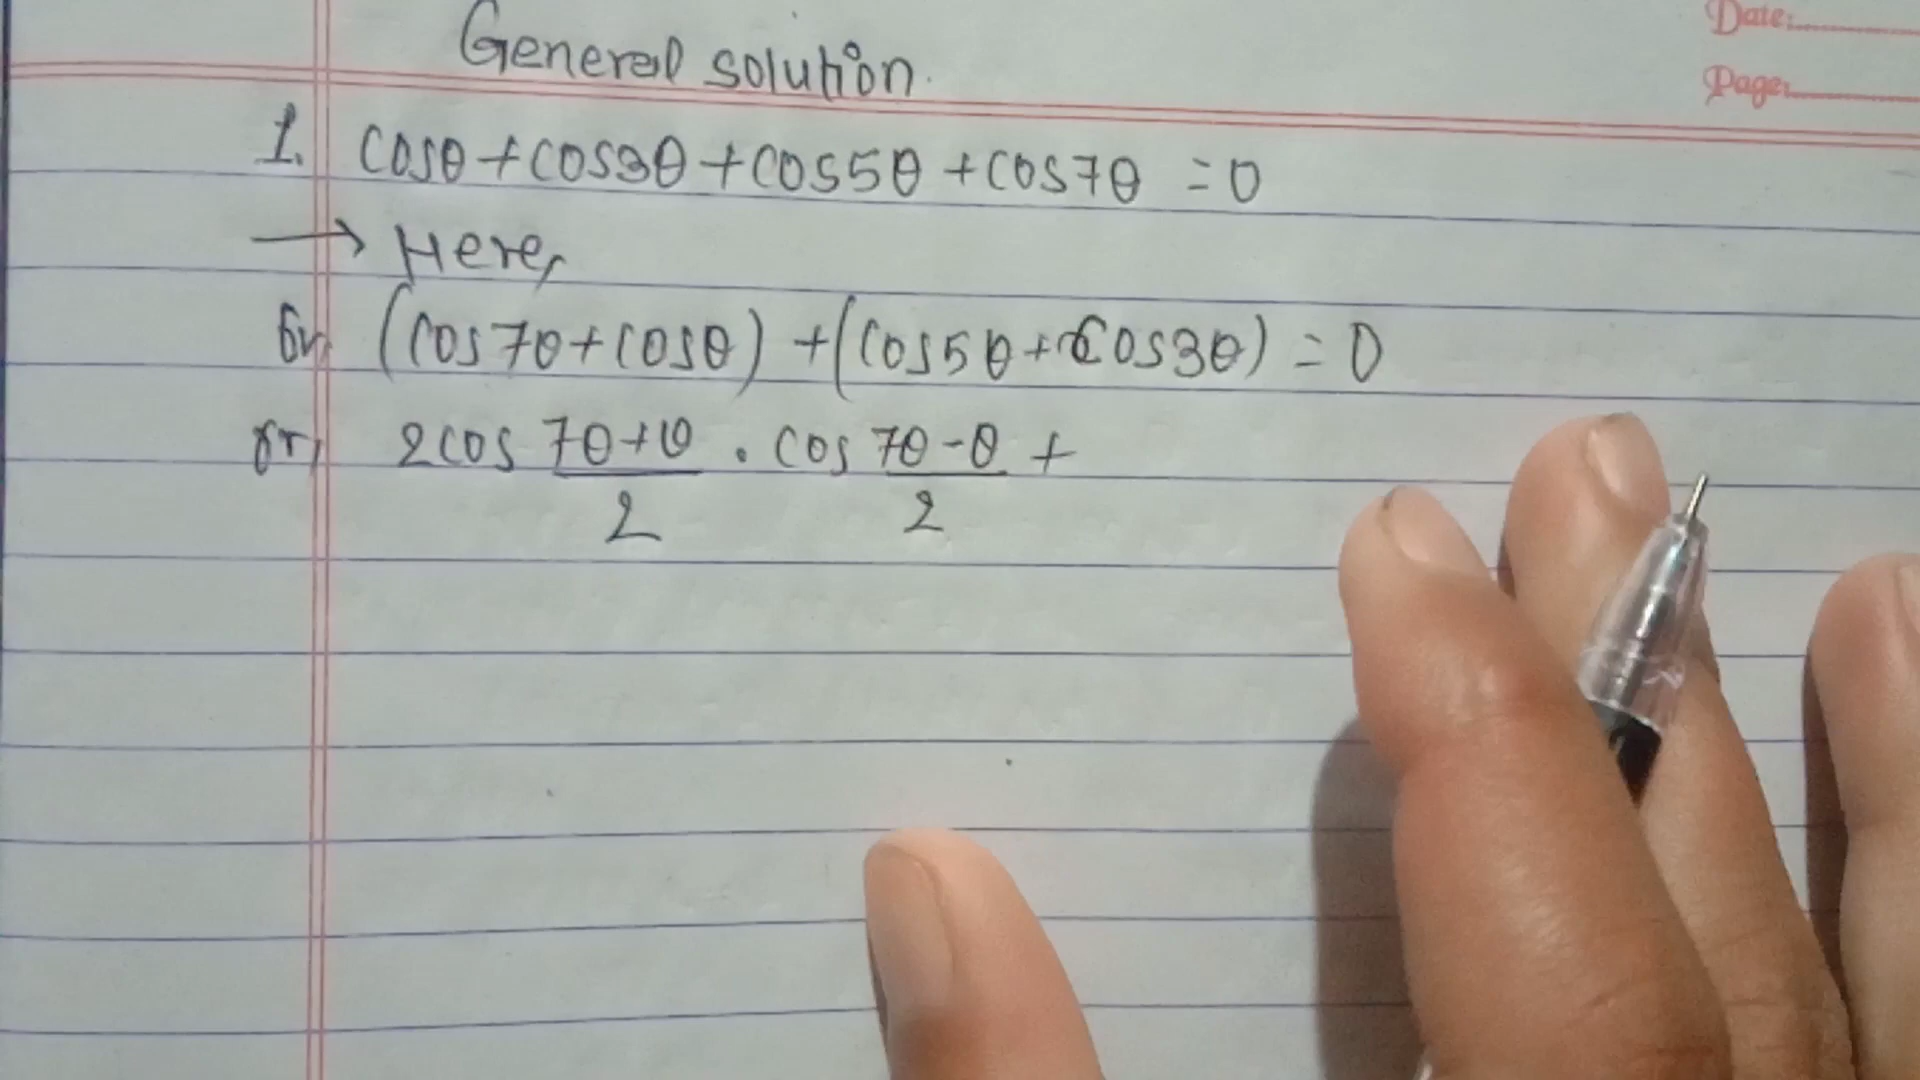 Date:
Page:
General solution.
1. cosθ+cos3θ+cos5θ+cos7θ =0
→ Here,
or, (cos7θ+cosθ) +(cos5θ+cos3θ) = 0
or, 2cos 7θ+θ/2 . cos 7θ-θ/2 +